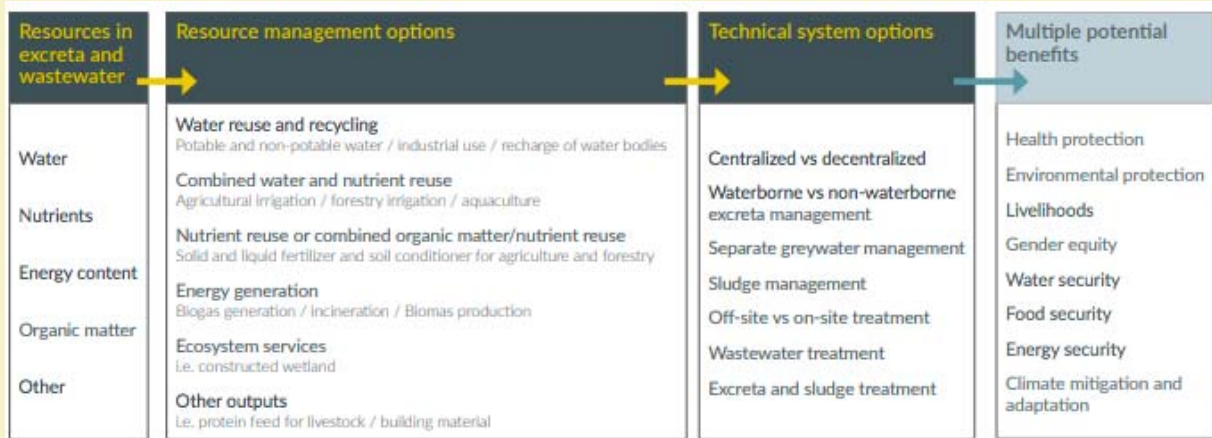 Resources in
excreta and
wastewater
Water
Nutrients
Energy content
Organic matter
Other
Resource management options
Water reuse and recycling
Potable and non-potable water / industrial use / recharge of water bodies
Combined water and nutrient reuse
Agricultural irrigation / forestry irrigation / aquaculture
Nutrient reuse or combined organic matter/nutrient reuse
Solid and liquid fertilizer and soil conditioner for agriculture and forestry
Energy generation
Biogas generation / incineration / Biomas production
Ecosystem services
i.e. constructed wetland
Other outputs
i.e. protein feed for livestock / building material
Technical system options
Centralized vs decentralized
Waterborne vs non-waterborne
excreta management
Separate greywater management
Sludge management
Off-site vs on-site treatment
Wastewater treatment
Excreta and sludge treatment
Multiple potential
benefits
Health protection
Environmental protection
Livelihoods
Gender equity
Water security
Food security
Energy security
Climate mitigation and
adaptation